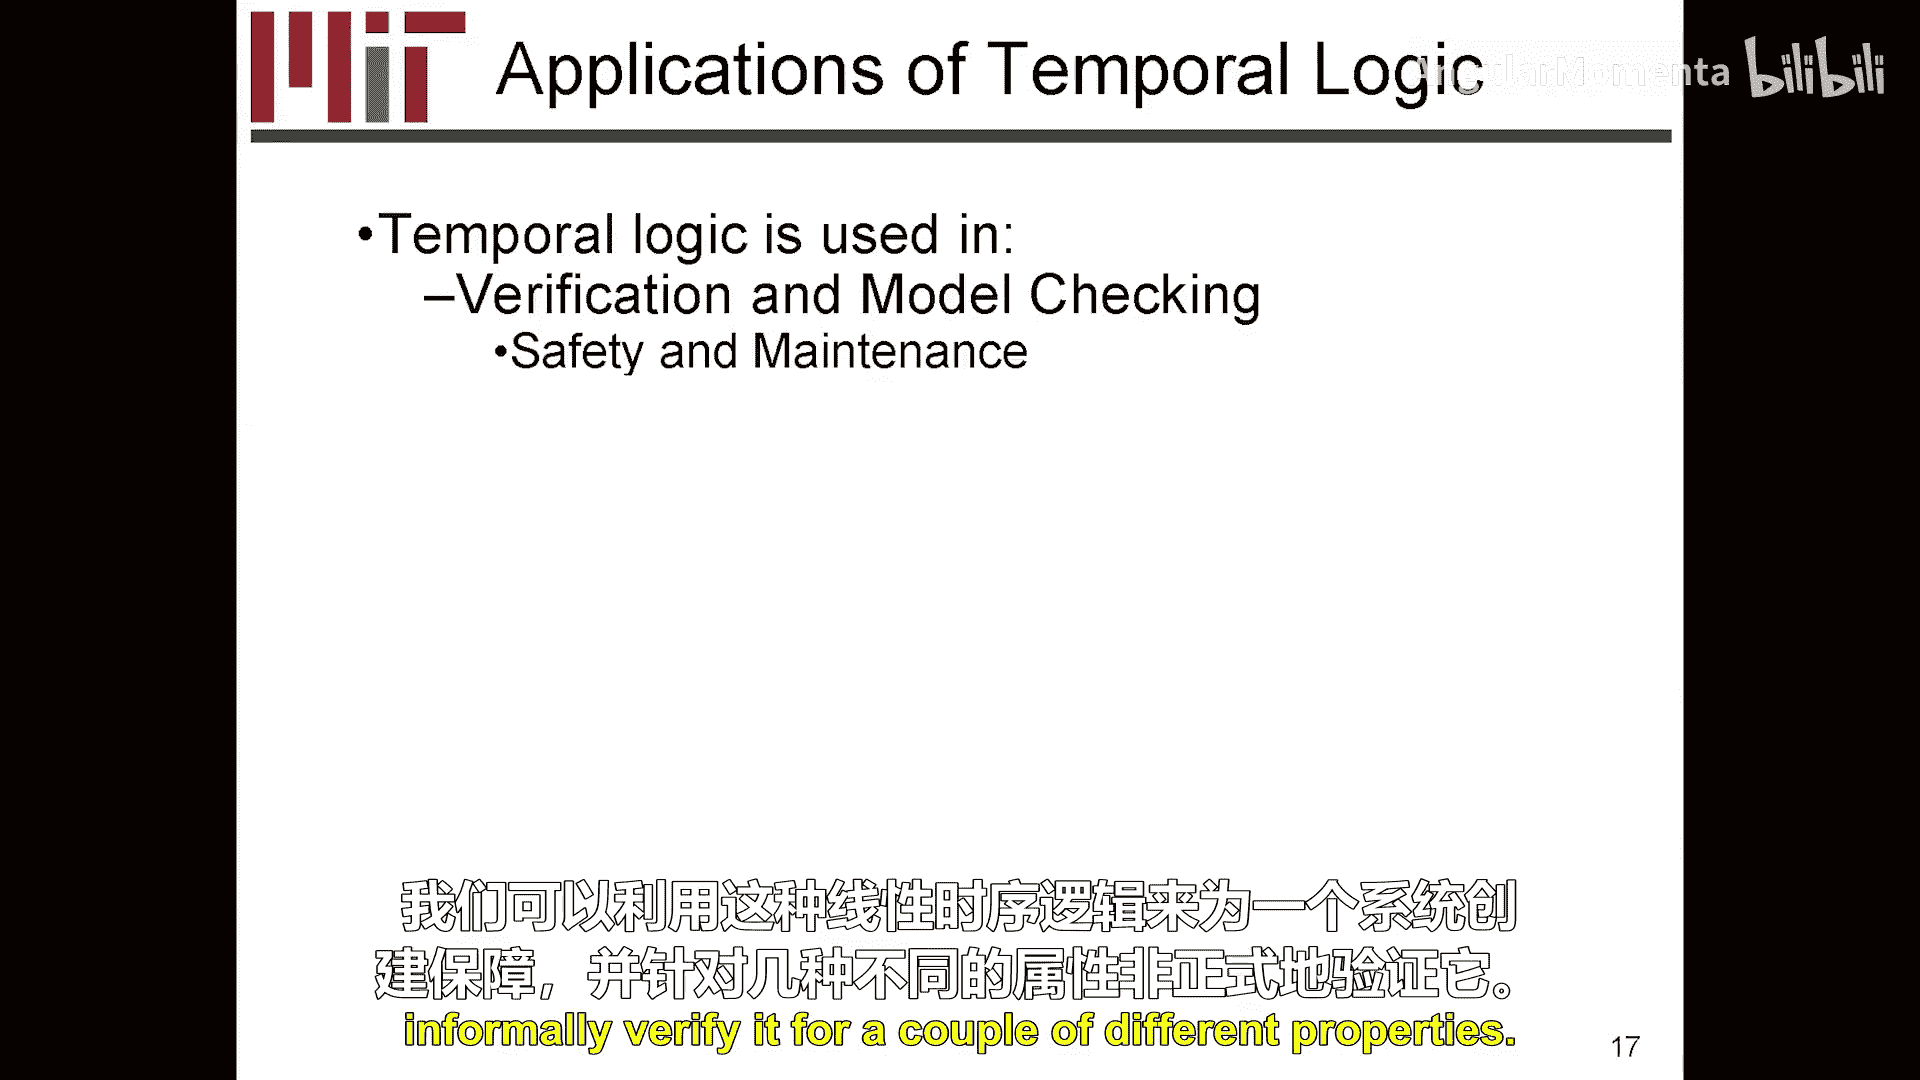 MIT Applications of Temporal Logic
AngularMomenta bilibili
•Temporal logic is used in:
–Verification and Model Checking
•Safety and Maintenance
我们可以利用这种线性时序逻辑来为一个系统创
建保障，并针对几种不同的属性非正式地验证它。
informally verify it for a couple of different properties.
17